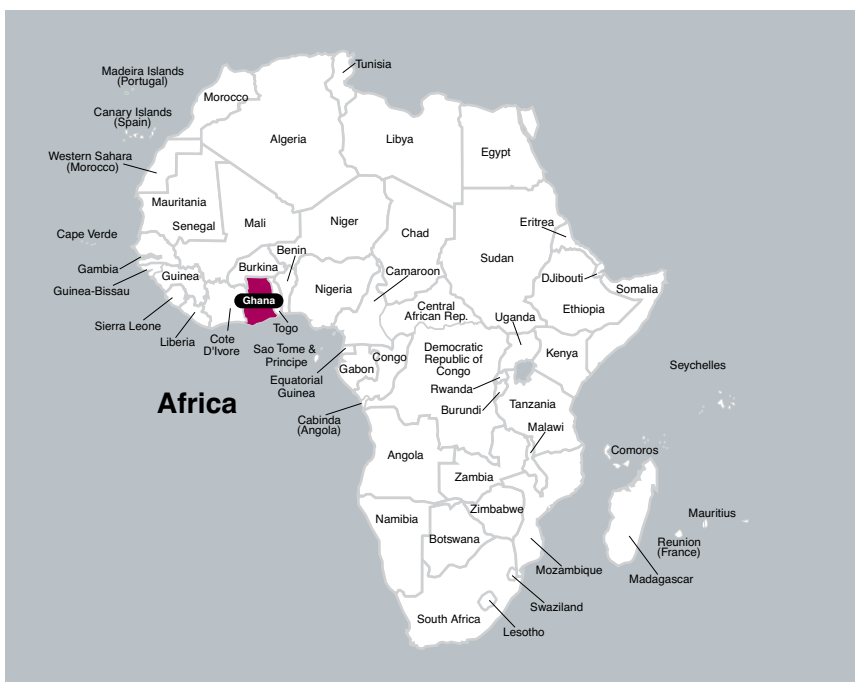 Tunisia
Madeira Islands
(Portugal)
Morocco
Canary Islands
(Spain)
Algeria
Libya
Egypt
Western Sahara
(Morocco)
Mauritania
Senegal
Mali
Niger
Chad
Eritrea
Cape Verde
Benin
Sudan
Gambia
Guinea
Burkina
Camaroon
DJibouti
Guinea-Bissau
Nigeria
Somalia
Ghana
Central
African Rep.
Ethiopia
Sierra Leone
Uganda
Togo
Liberia
Cote
D'Ivore
Sao Tome &
Principe
Democratic
Republic of
Congo
Kenya
Congo
Gabon
Seychelles
Equatorial
Guinea
Rwanda
Africa
Burundi
Tanzania
Cabinda
(Angola)
Malawi
Angola
Comoros
Zambia
Zimbabwe
Namibia
Mauritius
Botswana
Reunion
(France)
Mozambique
Madagascar
Swaziland
South Africa
Lesotho